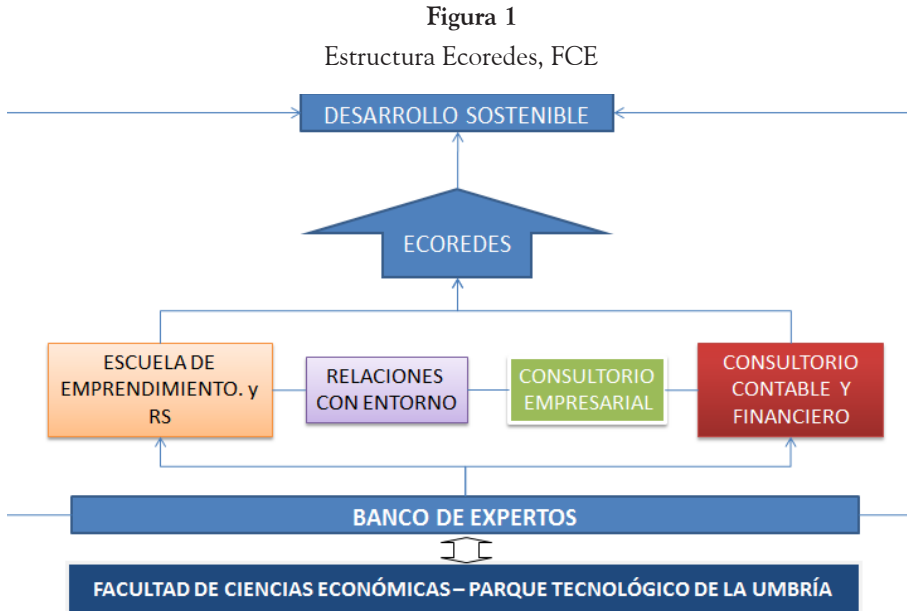 Figura 1
Estructura Ecoredes, FCE
DESARROLLO SOSTENIBLE
ECOREDES
ESCUELA DE
EMPRENDIMIENTO. y
RS
RELACIONES
CON ENTORNO
CONSULTORIO
EMPRESARIAL
CONSULTORIO
CONTABLE Y
FINANCIERO
BANCO DE EXPERTOS
FACULTAD DE CIENCIAS ECONÓMICAS – PARQUE TECNOLÓGICO DE LA UMBRÍA